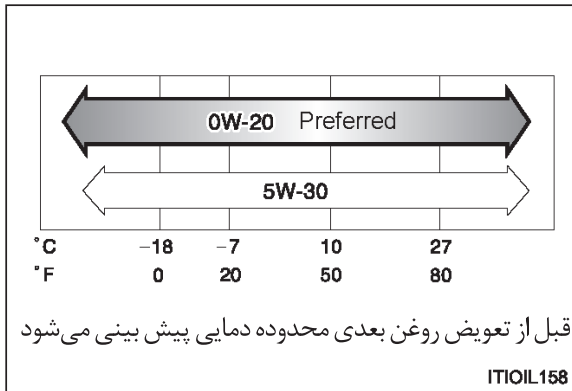 0W-20 Preferred
5W-30
°C −18 −7 10 27
°F 0 20 50 80
قبل از تعویض روغن بعدی محدوده دمایی پیش بینی می‌شود
ITIOIL158